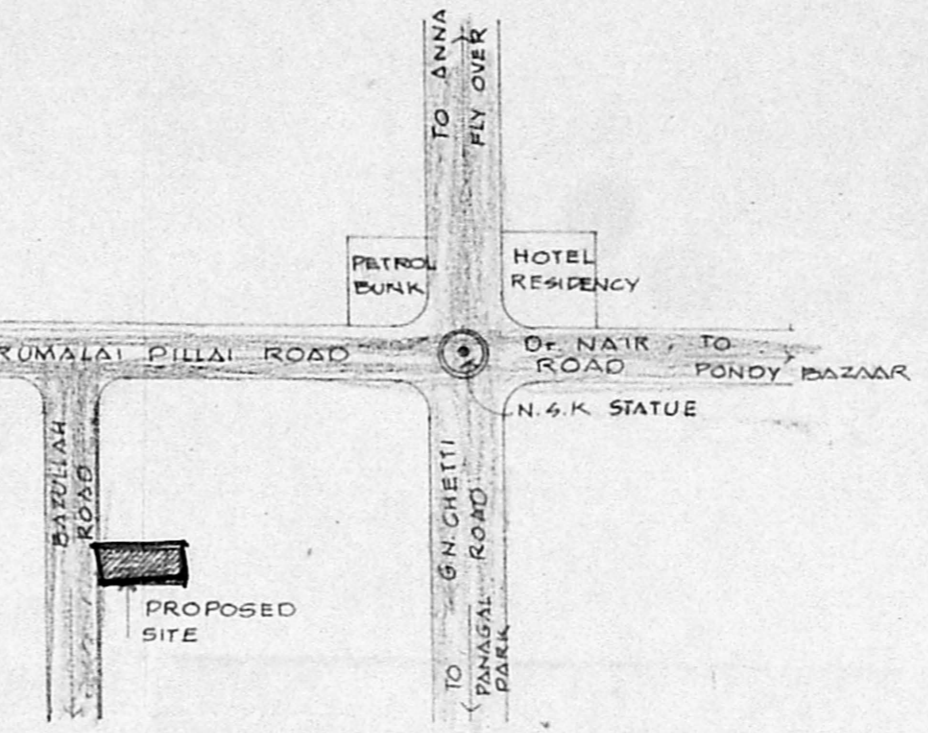 TO ANNA
FLY OVER
PETROL
BUNK
HOTEL
RESIDENCY
RUMALAI PILLAI ROAD
Dr. NAIR
ROAD
TO
PONDY BAZAAR
N.S.K STATUE
BAZULLAH
ROAD
G.N. CHETTI
ROAD
PROPOSED
SITE
TO
PANAGAL
PARK